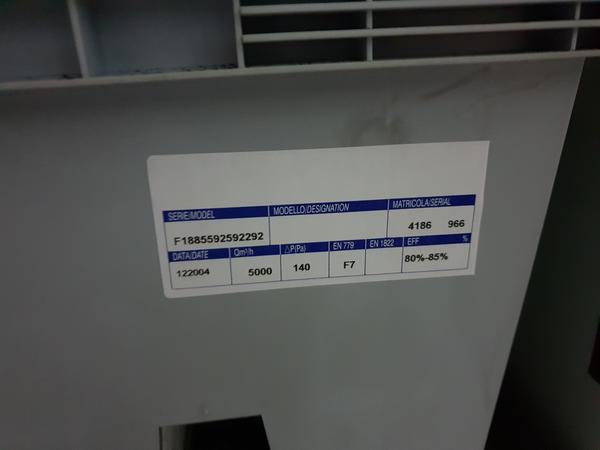 SERIE/MODEL MODELLO/DESIGNATION MATRICOLA/SERIAL
F1885592592292 4186 966
DATA/DATE Qm³/h △P(Pa) EN 779 EN 1822 EFF %
122004 5000 140 F7 80%-85%